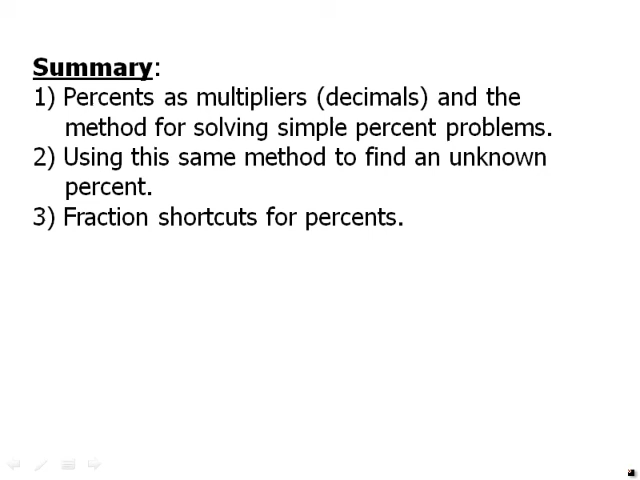 Summary:
1) Percents as multipliers (decimals) and the
method for solving simple percent problems.
2) Using this same method to find an unknown
percent.
3) Fraction shortcuts for percents.